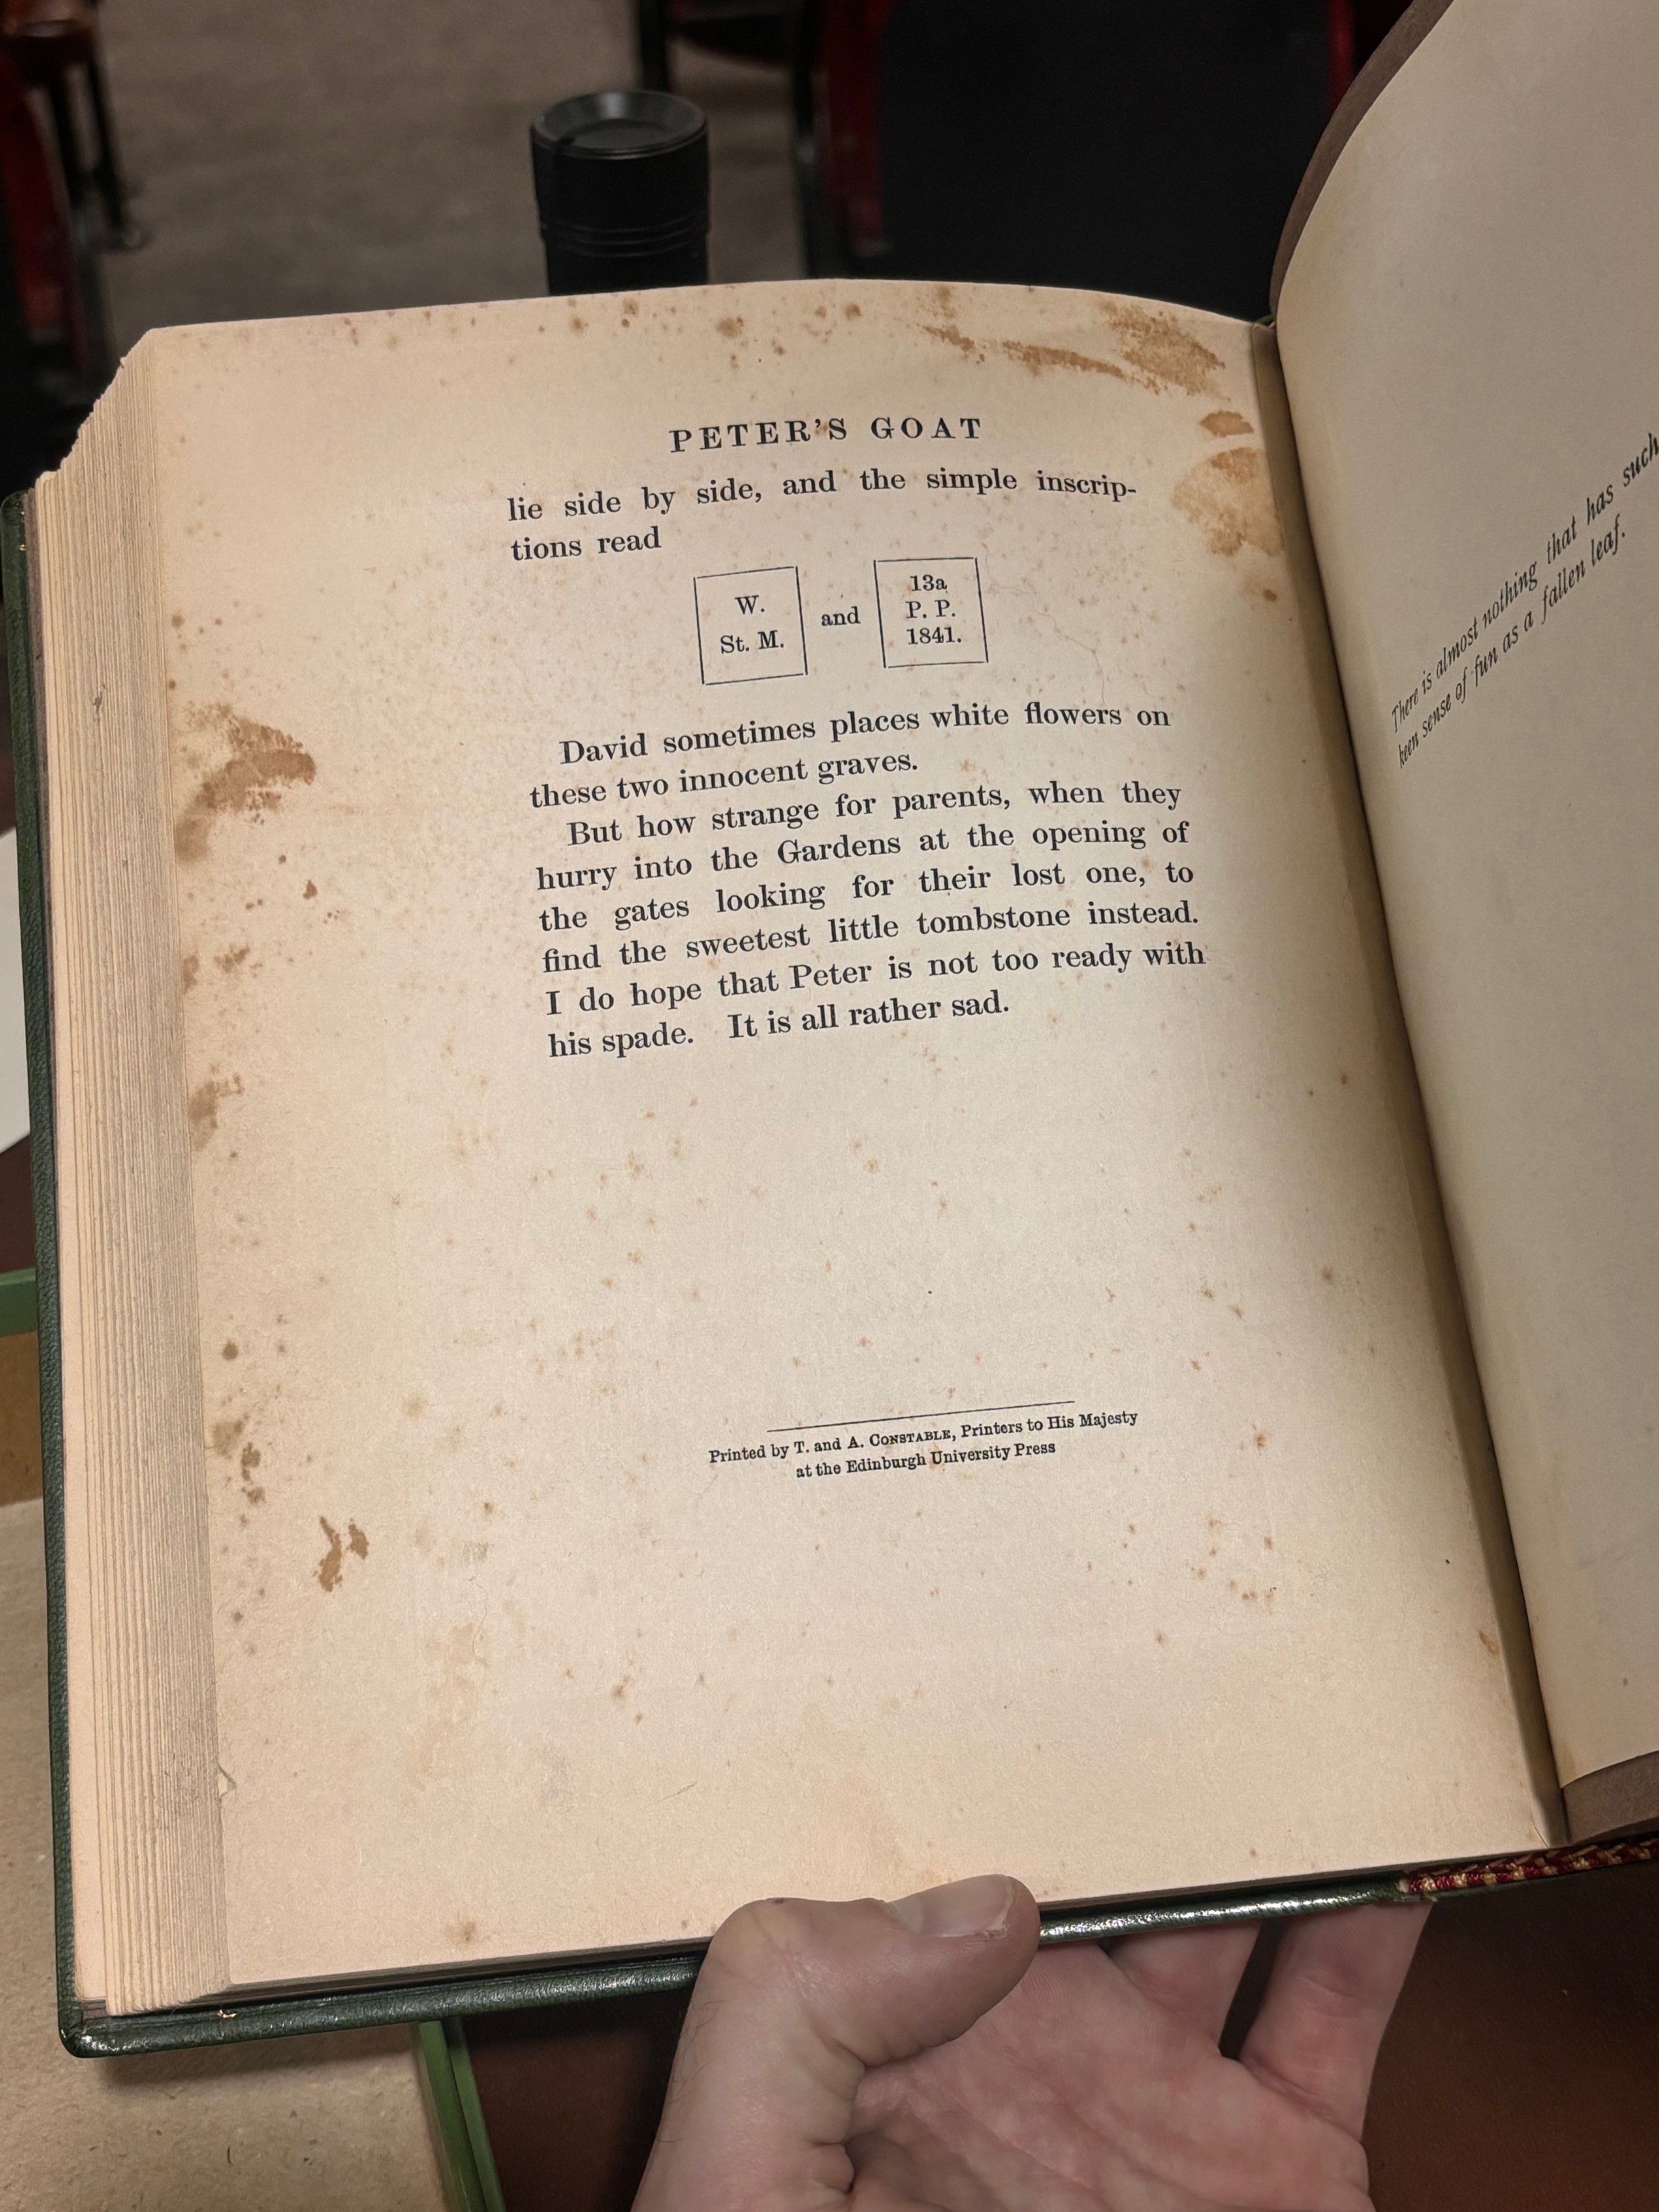 PETER'S GOAT
lie side by side, and the simple inscrip-
tions read
W.
St. M.
and
13a
P. P.
1841.
David sometimes places white flowers on
these two innocent graves.
But how strange for parents, when they
hurry into the Gardens at the opening of
the gates looking for their lost one, to
find the sweetest little tombstone instead.
I do hope that Peter is not too ready with
his spade. It is all rather sad.
Printed by T. and A. CONSTABLE, Printers to His Majesty
at the Edinburgh University Press
There is almost nothing that has such
keen sense of fun as a fallen leaf.